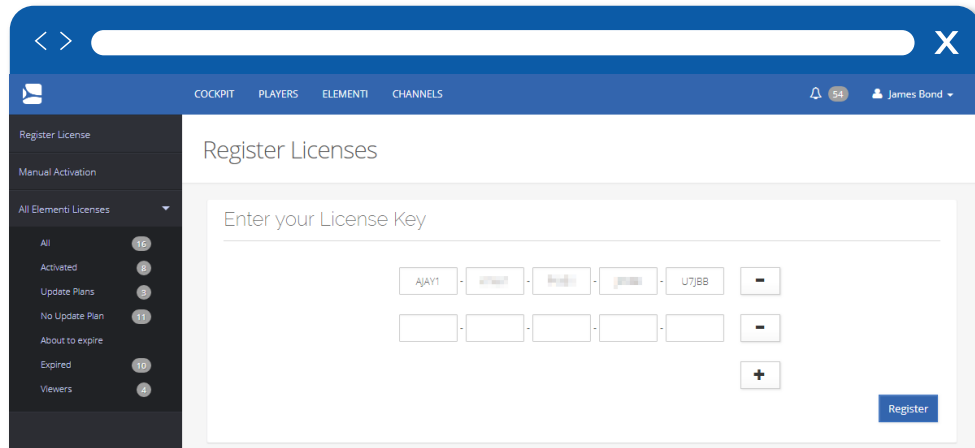 X
COCKPIT PLAYERS ELEMENTI CHANNELS 54 James Bond
Register License
Manual Activation
All Elementi Licenses
All 16
Activated 8
Update Plans 3
No Update Plan 11
About to expire
Expired 10
Viewers 4
Register Licenses
Enter your License Key
AJAY1 - - - - U7JBB
- - - -
Register